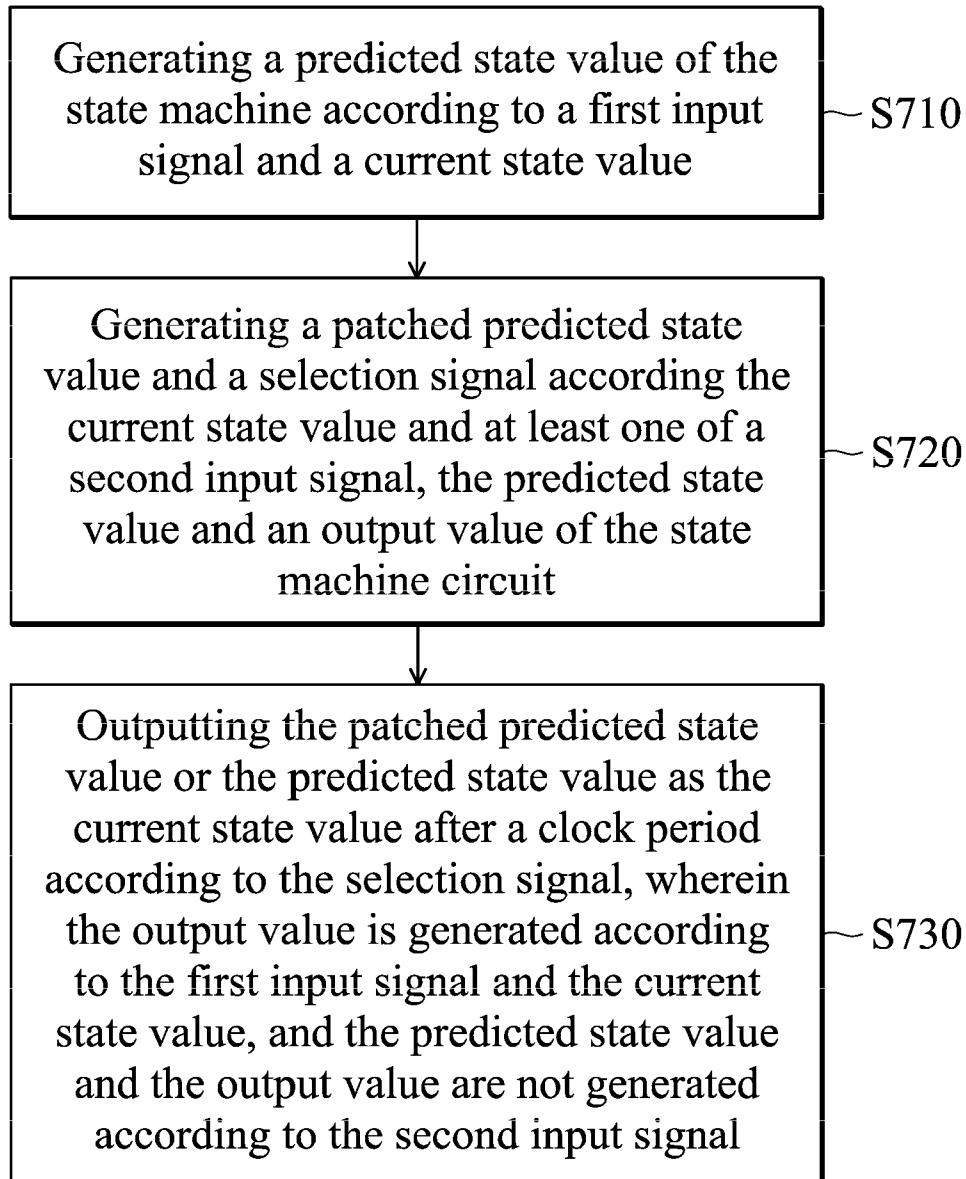 Generating a predicted state value of the
state machine according to a first input
signal and a current state value
S710
Generating a patched predicted state
value and a selection signal according the
current state value and at least one of a
second input signal, the predicted state
value and an output value of the state
machine circuit
S720
Outputting the patched predicted state
value or the predicted state value as the
current state value after a clock period
according to the selection signal, wherein
the output value is generated according
to the first input signal and the current
state value, and the predicted state value
and the output value are not generated
according to the second input signal
S730